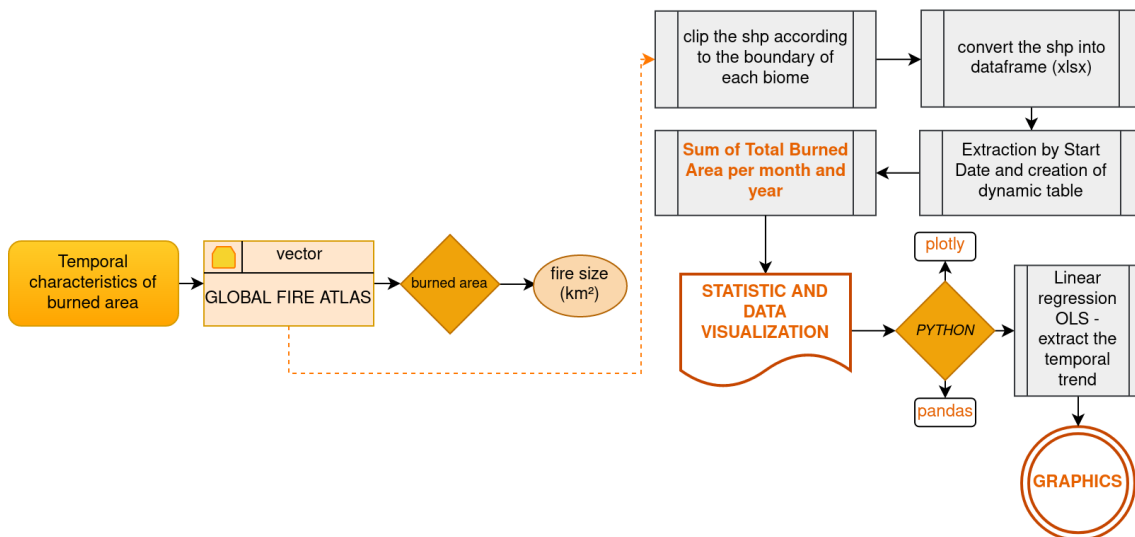 Temporal
characteristics of
burned area
vector
GLOBAL FIRE ATLAS
burned area
fire size
(km²)
clip the shp according
to the boundary of
each biome
convert the shp into
dataframe (xlsx)
Extraction by Start
Date and creation of
dynamic table
Sum of Total Burned
Area per month and
year
STATISTIC AND
DATA
VISUALIZATION
PYTHON
plotly
pandas
Linear
regression
OLS -
extract the
temporal
trend
GRAPHICS